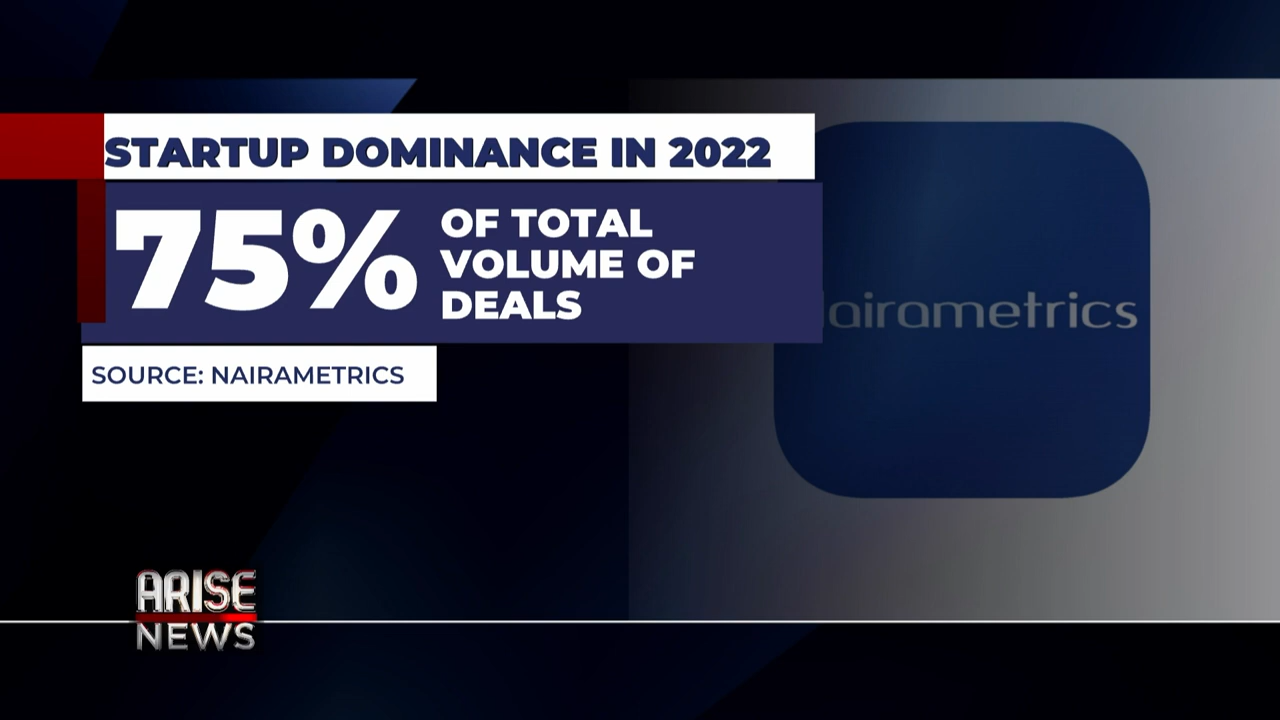 STARTUP DOMINANCE IN 2022
75%
OF TOTAL
VOLUME OF
DEALS
SOURCE: NAIRAMETRICS
airametrics
ARISE
NEWS